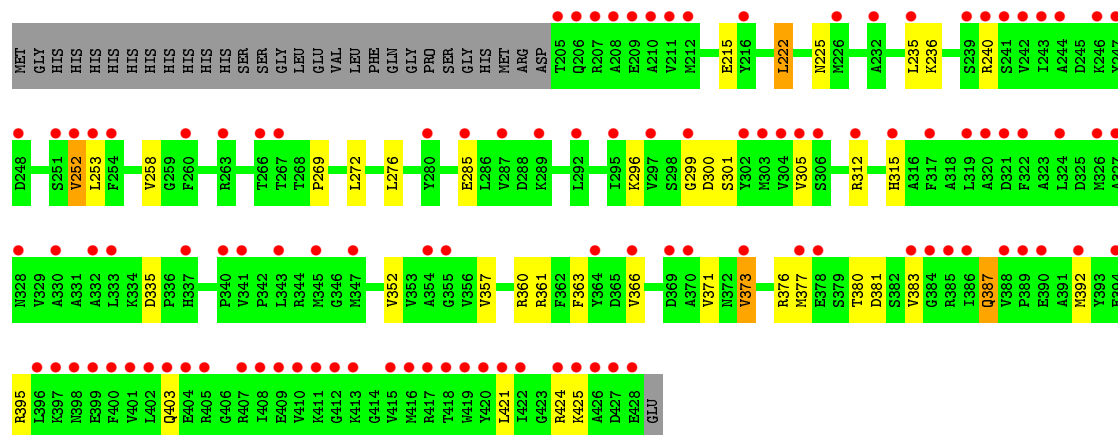 MET GLY HIS HIS HIS HIS HIS HIS HIS HIS HIS HIS SER SER GLY LEU GLU VAL LEU PHE GLN GLY PRO SER GLY HIS MET ARG ASP T205 Q206 R207 A208 E209 A210 V211 M212 E215 Y216 L222 N225 M226 A232 L235 K236 S239 R240 S241 V242 I243 A244 D245 K246 Y247
D248 S251 V252 L253 F254 V258 G259 F260 R263 T266 T267 T268 P269 L272 L276 Y280 E285 L286 V287 D288 K289 L292 I295 K296 V297 S298 G299 D300 S301 Y302 M303 V304 V305 S306 R312 H315 A316 F317 A318 L319 A320 D321 F322 A323 L324 D325 M326 A327
N328 V329 A330 A331 A332 L333 K334 D335 P336 H337 P340 V341 P342 L343 R344 M345 G346 M347 V352 V353 A354 G355 V356 V357 R360 R361 F362 F363 Y364 D365 V366 D369 A370 V371 N372 V373 R376 M377 E378 S379 T380 D381 S382 V383 G384 R385 I386 Q387 V388 P389 E390 A391 M392 Y393 E394
R395 L396 K397 N398 E399 F400 V401 L402 Q403 E404 R405 G406 R407 I408 E409 V410 K411 G412 K413 G414 V415 M416 R417 T418 W419 Y420 L421 I422 G423 R424 K425 A426 D427 E428 GLU